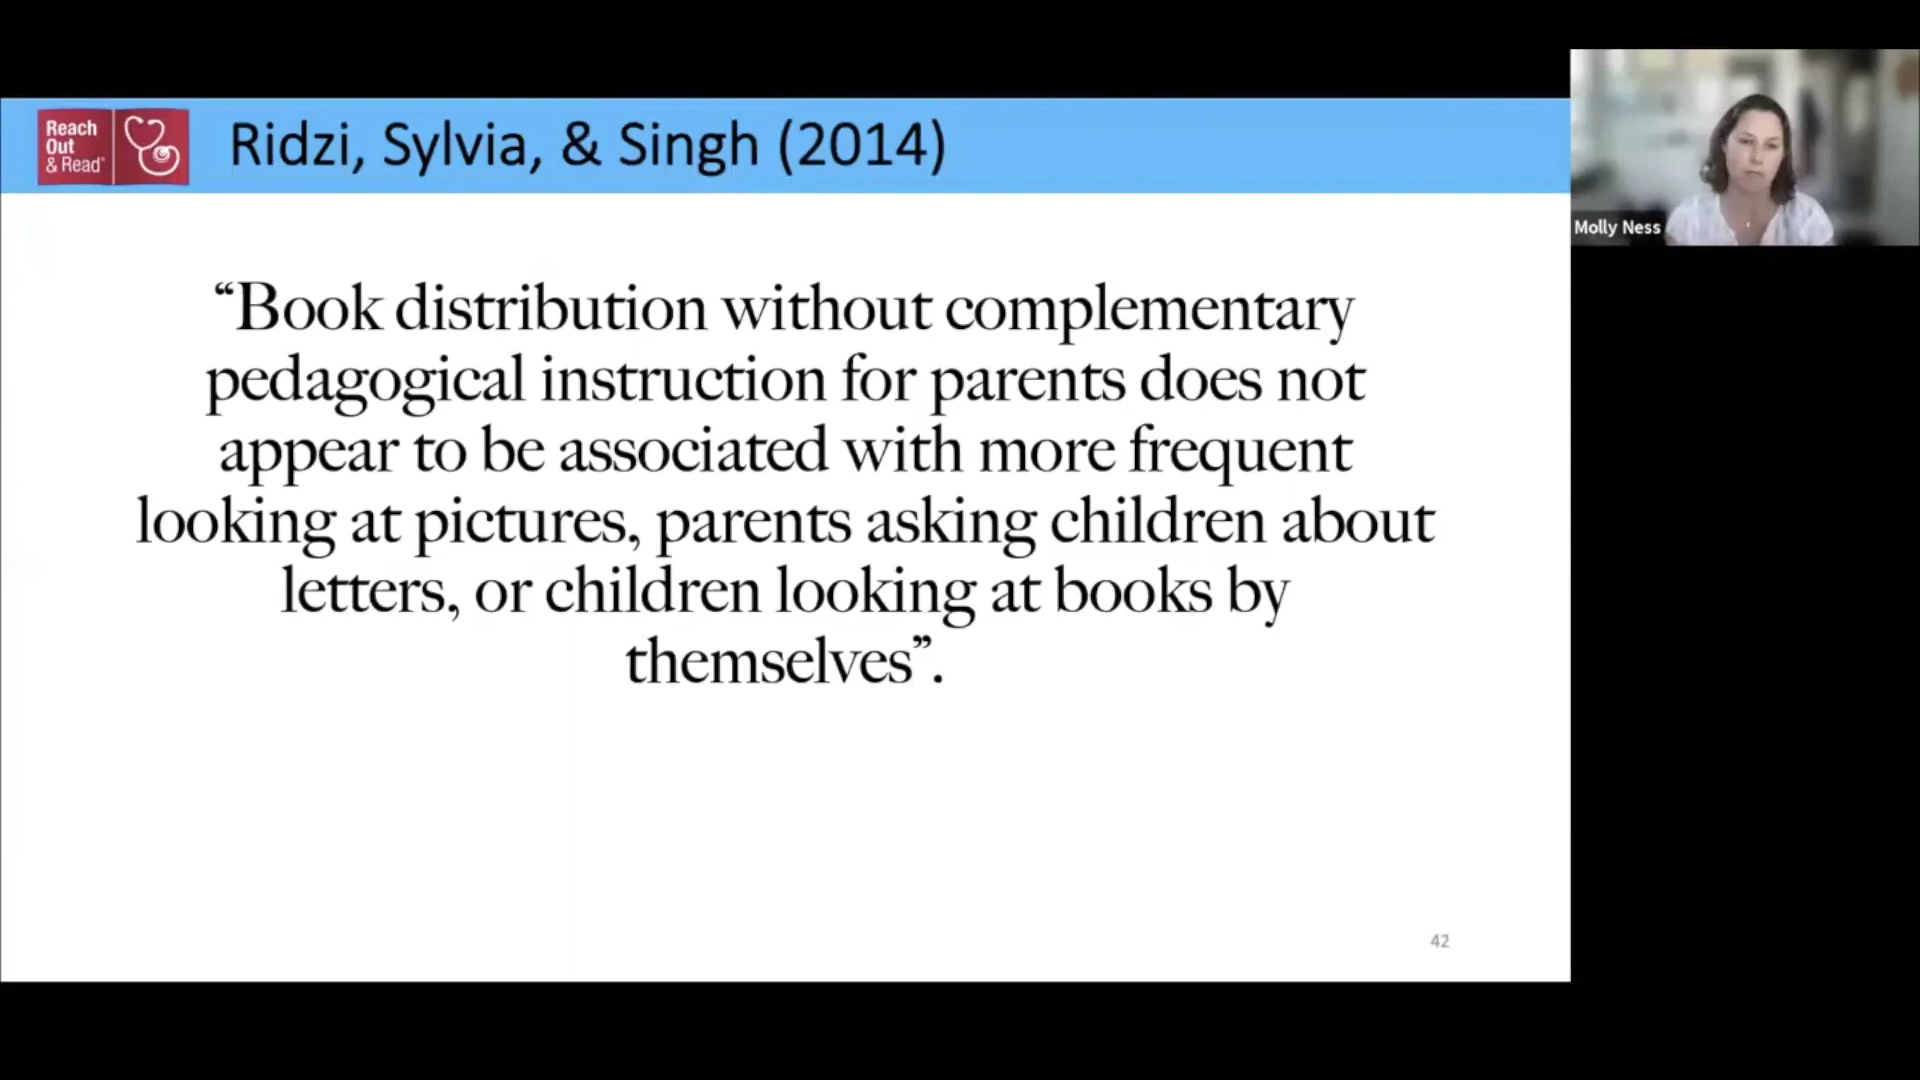 Reach
Out
& Read®
Ridzi, Sylvia, & Singh (2014)
Molly Ness
“Book distribution without complementary
pedagogical instruction for parents does not
appear to be associated with more frequent
looking at pictures, parents asking children about
letters, or children looking at books by
themselves”.
42